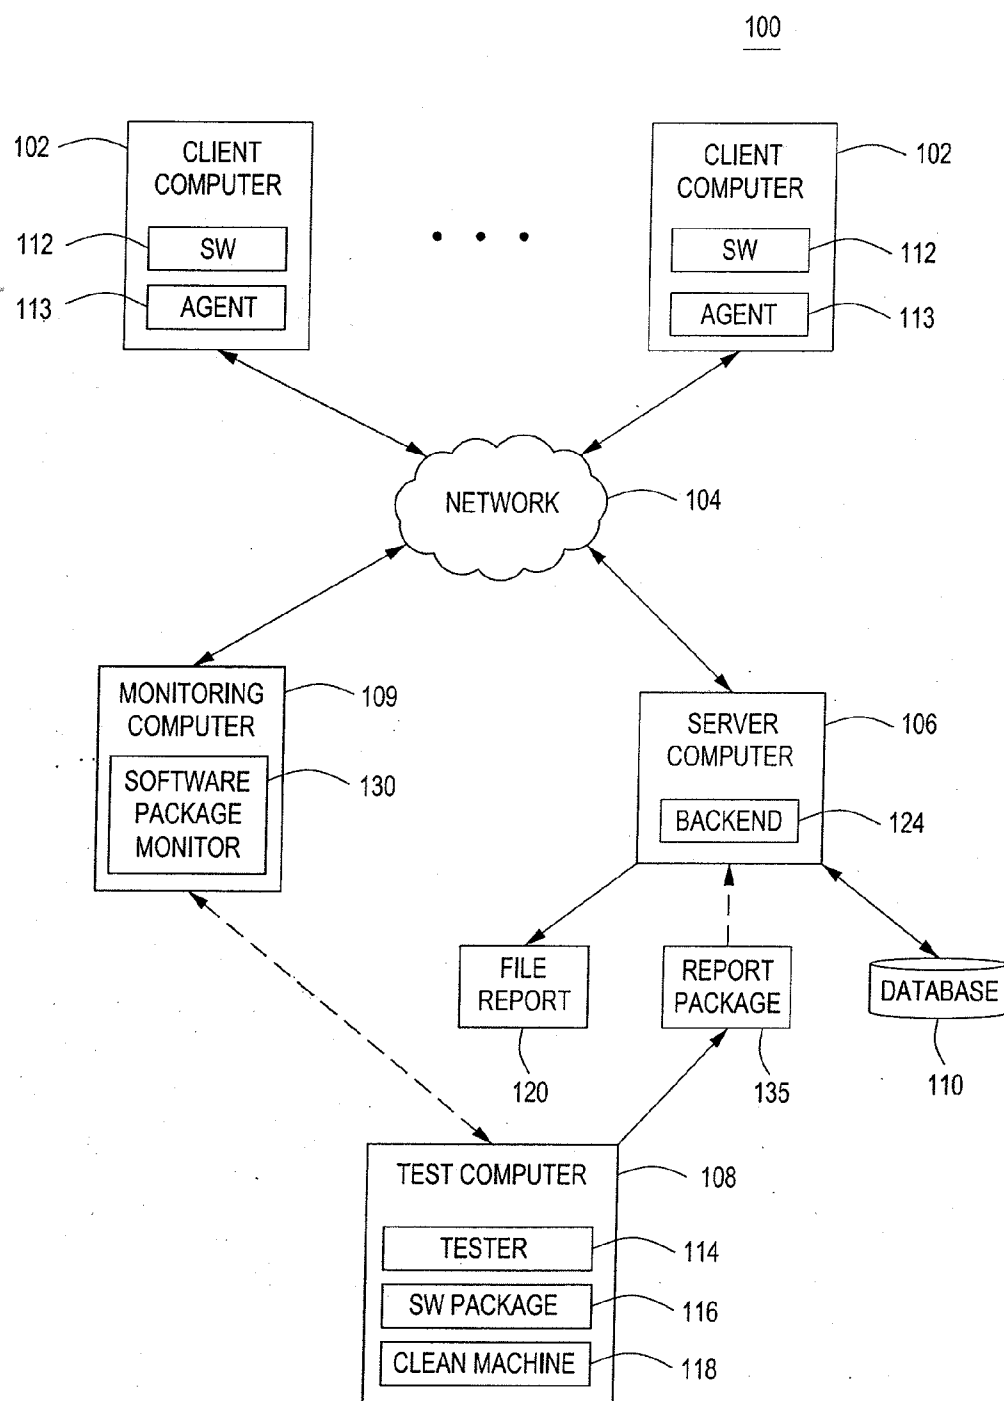 100
102
CLIENT
COMPUTER
112
SW
113
AGENT
CLIENT
COMPUTER
102
SW
112
AGENT
113
NETWORK
104
MONITORING
COMPUTER
109
SOFTWARE
PACKAGE
MONITOR
130
SERVER
COMPUTER
106
BACKEND
124
FILE
REPORT
120
REPORT
PACKAGE
135
DATABASE
110
TEST COMPUTER
108
TESTER
114
SW PACKAGE
116
CLEAN MACHINE
118